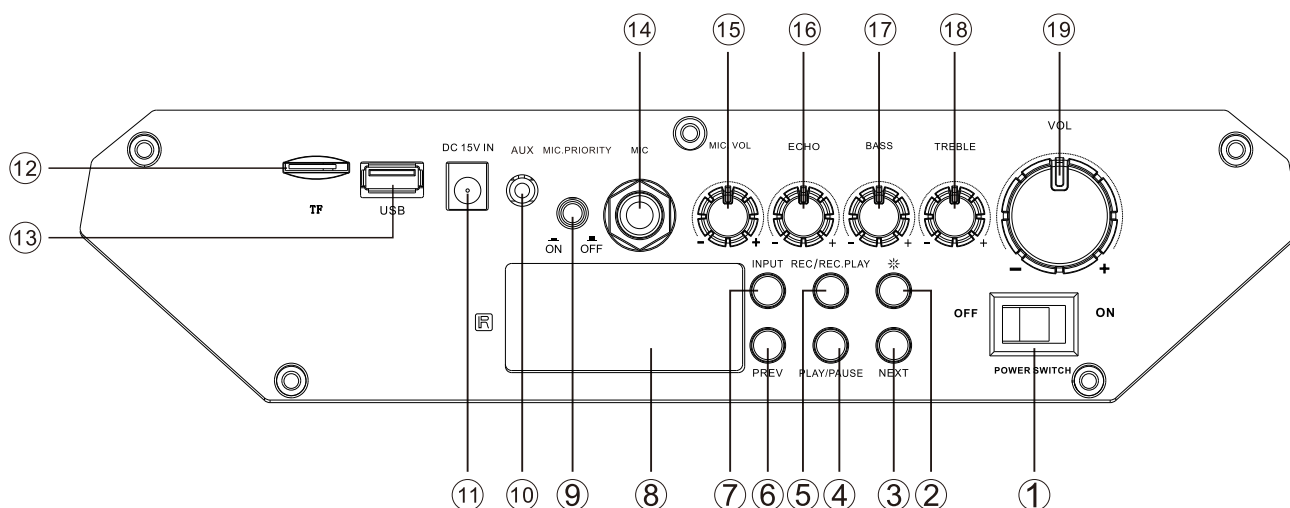 14 15 16 17 18 19
VOL
DC 15V IN AUX MIC.PRIORITY MIC MIC VOL ECHO BASS TREBLE
12
TF USB
13
ON OFF
- + - + - + - + - +
INPUT REC/REC.PLAY
OFF ON
IR
PREV PLAY/PAUSE NEXT
POWER SWITCH
11 10 9 8 7 6 5 4 3 2 1